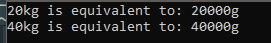 20kg is equivalent to: 20000g
40kg is equivalent to: 40000g